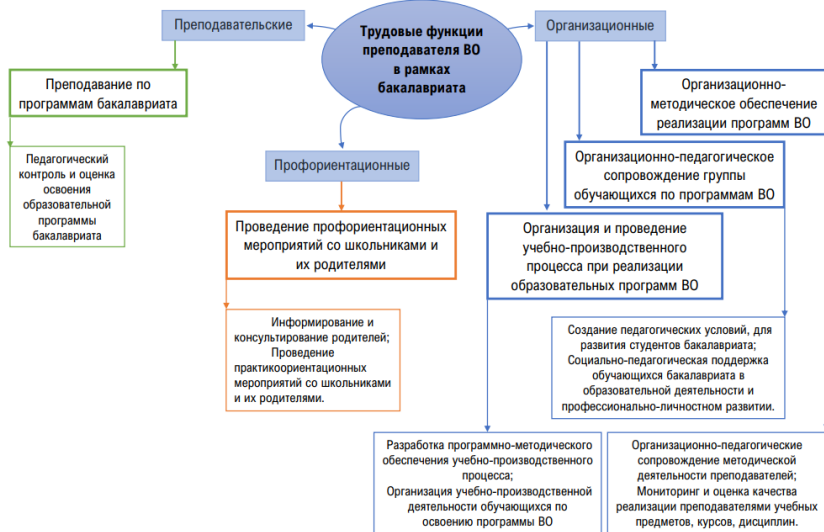 Трудовые функции
преподавателя ВО
в рамках
бакалавриата
Преподавательские
Преподавание по
программам бакалавриата
Педагогический
контроль и оценка
освоения
образовательной
программы
бакалавриата
Профориентационные
Проведение профориентационных
мероприятий со школьниками и
их родителями
Информирование и
консультирование родителей;
Проведение
практикоориентационных
мероприятий со школьниками
и их родителями.
Организационные
Организационно-
методическое обеспечение
реализации программ ВО
Организационно-педагогическое
сопровождение группы
обучающихся по программам ВО
Организация и проведение
учебно-производственного
процесса при реализации
образовательных программ ВО
Создание педагогических условий, для
развития студентов бакалавриата;
Социально-педагогическая поддержка
обучающихся бакалавриата в
образовательной деятельности и
профессионально-личностном развитии.
Разработка программно-методического
обеспечения учебно-производственного
процесса;
Организация учебно-производственной
деятельности обучающихся по
освоению программы ВО
Организационно-педагогические
сопровождение методической
деятельности преподавателей;
Мониторинг и оценка качества
реализации преподавателями учебных
предметов, курсов, дисциплин.